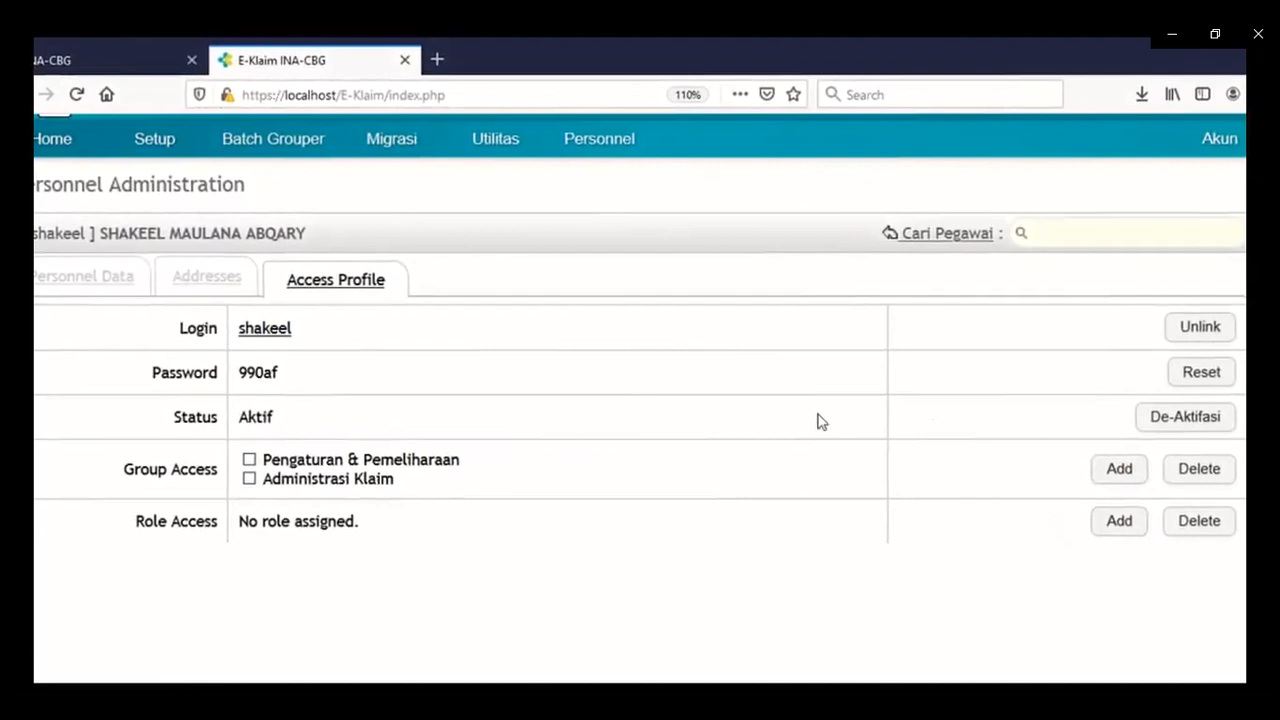 IA-CBG
E-Klaim INA-CBG
https://localhost/E-Klaim/index.php
110%
Search
Home Setup Batch Grouper Migrasi Utilitas Personnel Akun
ersonnel Administration
shakeel ] SHAKEEL MAULANA ABQARY
Cari Pegawai :
Personnel Data Addresses Access Profile
Login shakeel Unlink
Password 990af Reset
Status Aktif De-Aktifasi
Group Access Pengaturan & Pemeliharaan Add Delete
Administrasi Klaim
Role Access No role assigned. Add Delete